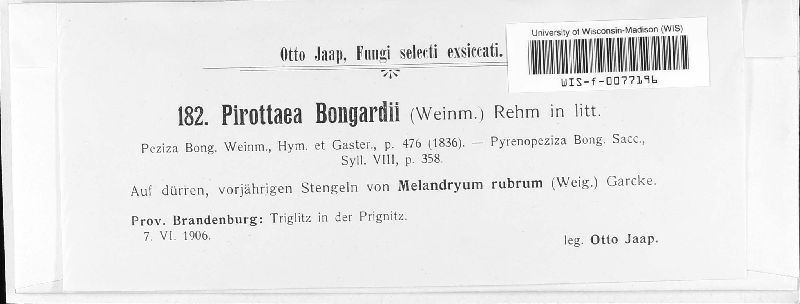 University of Wisconsin-Madison (WIS)
WIS-f-0077196
Otto Jaap, Fungi selecti exsiccati.
182. Pirottaea Bongardii (Weinm.) Rehm in litt.
Peziza Bong. Weinm., Hym. et Gaster., p. 476 (1836). — Pyrenopeziza Bong. Sacc.,
Syll. VIII, p. 358.
Auf dürren, vorjährigen Stengeln von Melandryum rubrum (Weig.) Garcke.
Prov. Brandenburg: Triglitz in der Prignitz.
7. VI. 1906.
leg. Otto Jaap.